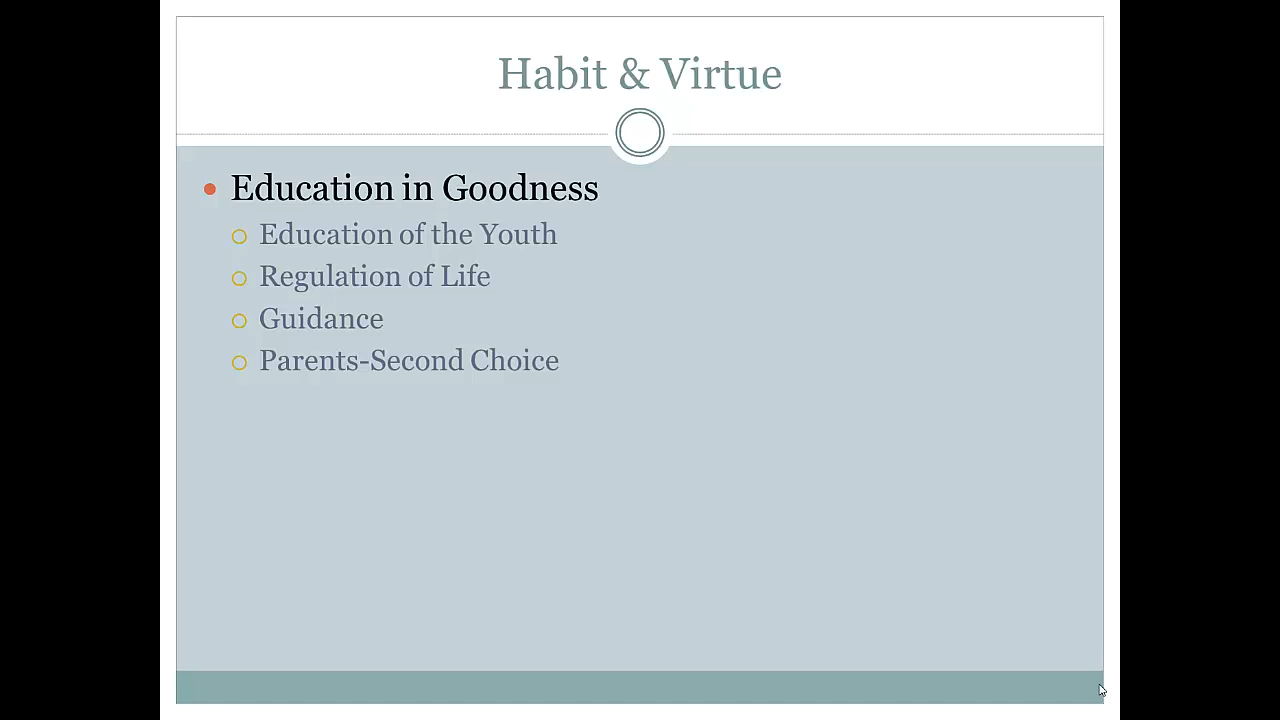 Habit & Virtue
Education in Goodness
Education of the Youth
Regulation of Life
Guidance
Parents-Second Choice